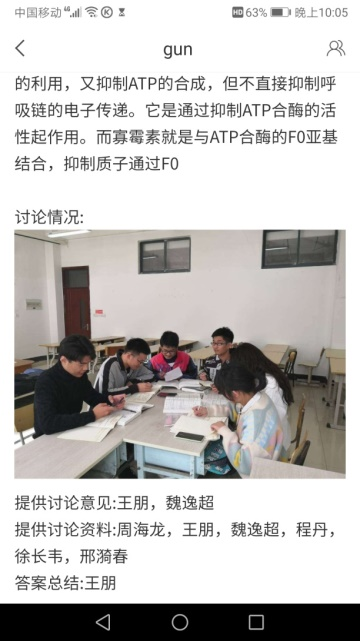 中国移动 4G HD 63% 晚上10:05
gun
的利用，又抑制ATP的合成，但不直接抑制呼
吸链的电子传递。它是通过抑制ATP合酶的活
性起作用。而寡霉素就是与ATP合酶的F0亚基
结合，抑制质子通过F0
讨论情况:
提供讨论意见:王朋，魏逸超
提供讨论资料:周海龙，王朋，魏逸超，程丹，
徐长韦，邢漪春
答案总结:王朋